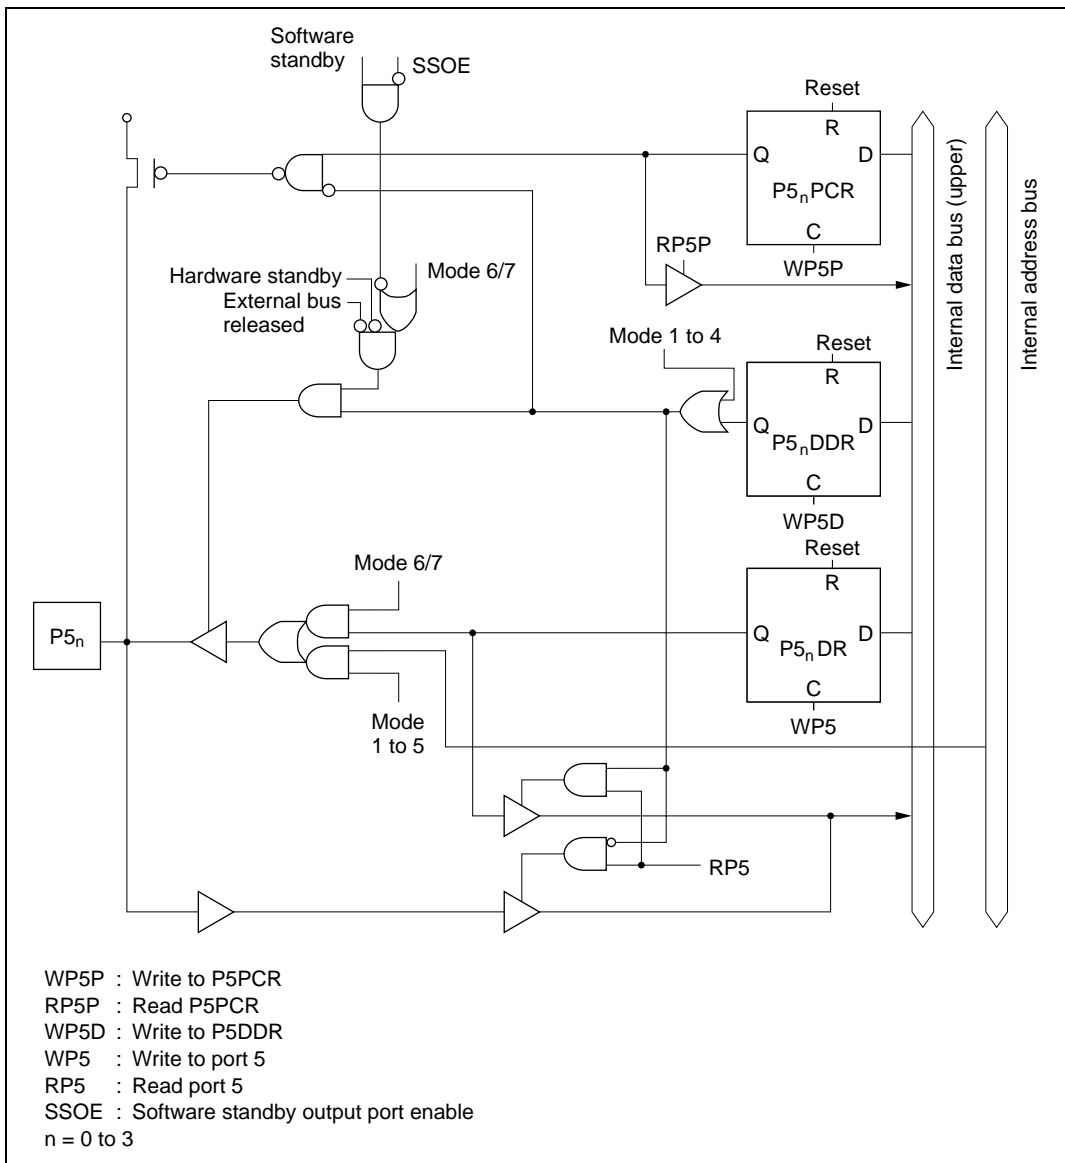 Software
standby
SSOE
Reset
R
Q
D
P5nPCR
C
WP5P
RP5P
Internal data bus (upper)
Internal address bus
Hardware standby
Mode 6/7
External bus
released
Mode 1 to 4
Reset
R
Q
D
P5nDDR
C
WP5D
Reset
Mode 6/7
R
P5n
Q
D
P5nDR
C
Mode
1 to 5
WP5
RP5
WP5P : Write to P5PCR
RP5P : Read P5PCR
WP5D : Write to P5DDR
WP5 : Write to port 5
RP5 : Read port 5
SSOE : Software standby output port enable
n = 0 to 3